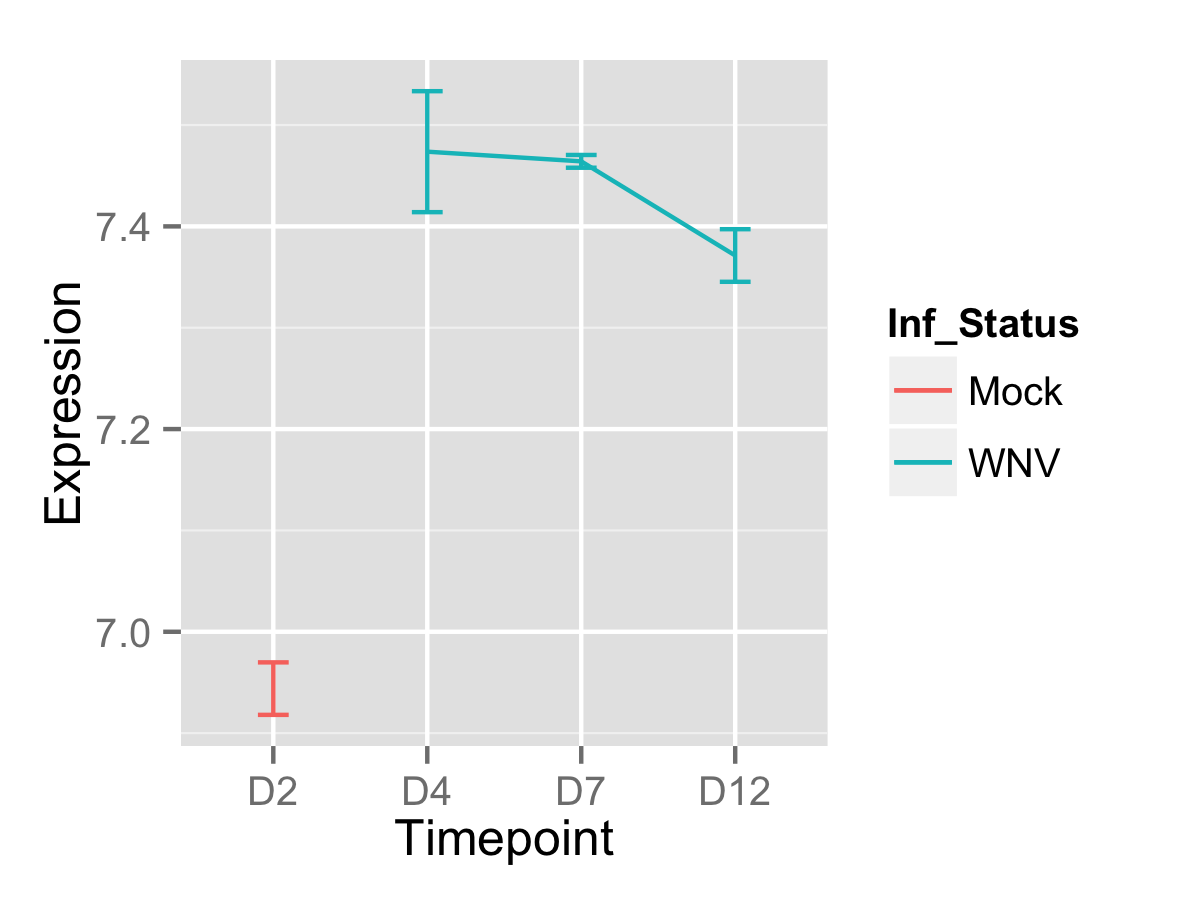 7.4
7.2
7.0
Expression
D2 D4 D7 D12
Timepoint
Inf_Status
Mock
WNV